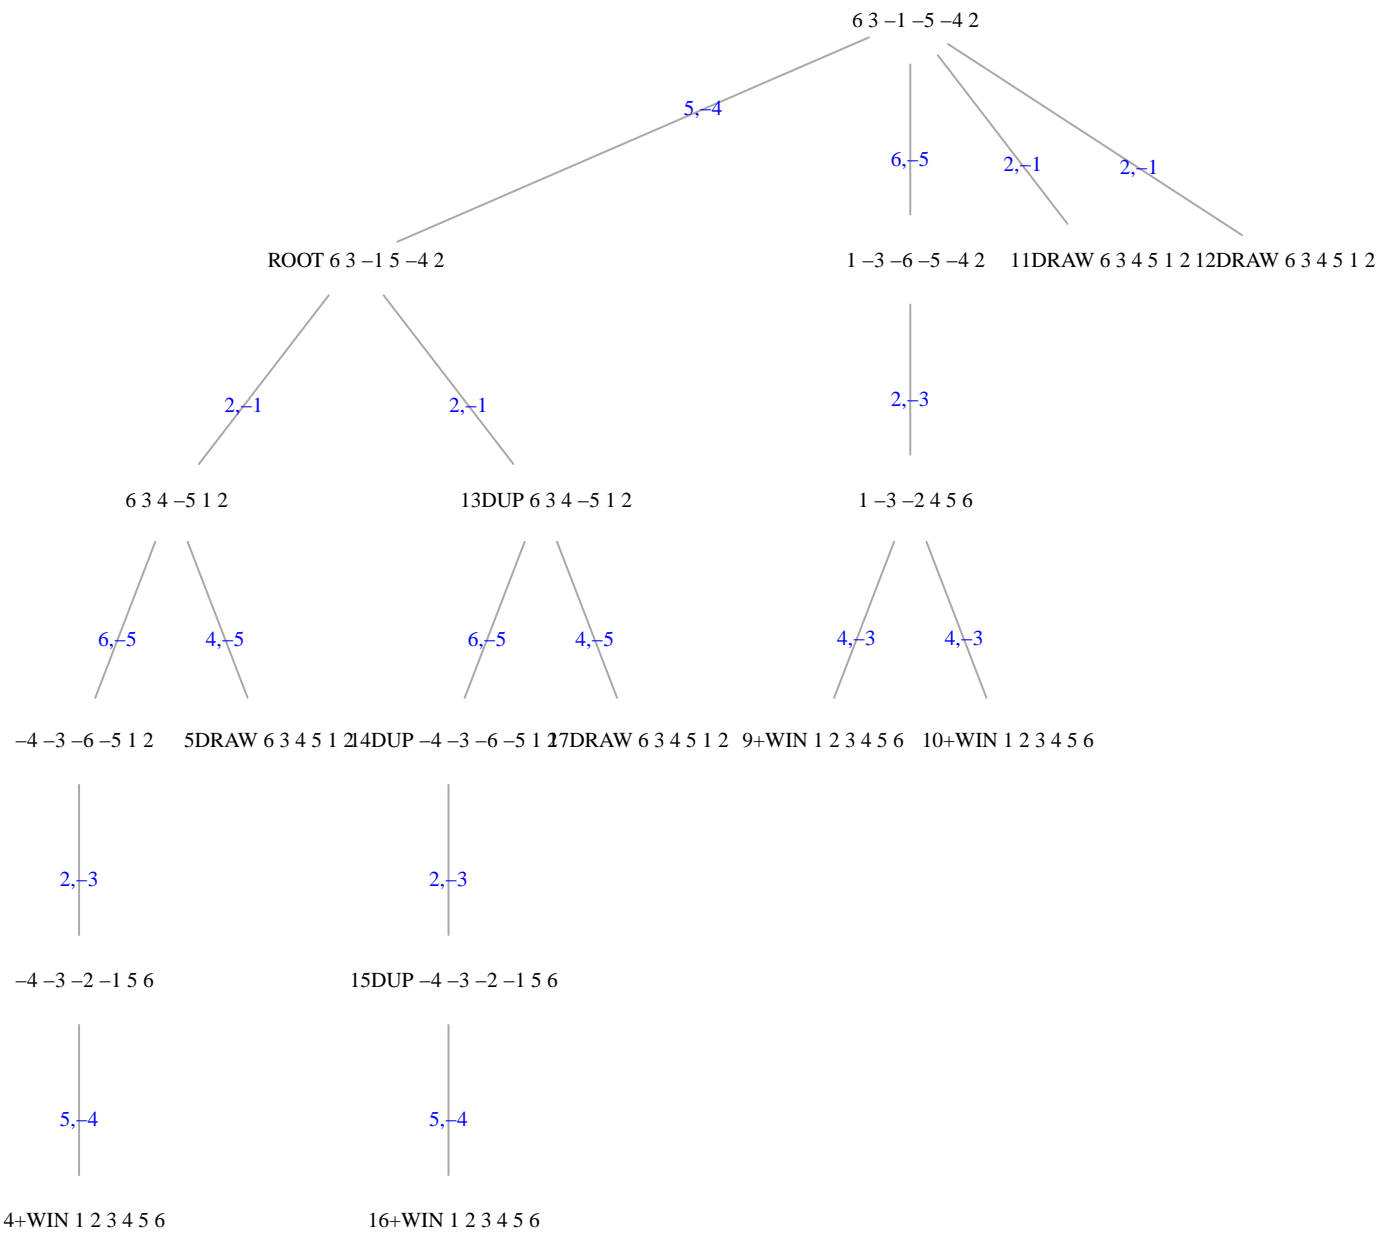 6 3 –1 –5 –4 2
5,–4
6,–5
2,–1
2,–1
ROOT 6 3 –1 5 –4 2
1 –3 –6 –5 –4 2
11DRAW 6 3 4 5 1 2
12DRAW 6 3 4 5 1 2
2,–1
2,–1
2,–3
6 3 4 –5 1 2
13DUP 6 3 4 –5 1 2
1 –3 –2 4 5 6
6,–5
4,–5
6,–5
4,–5
4,–3
4,–3
–4 –3 –6 –5 1 2
5DRAW 6 3 4 5 1 2
14DUP –4 –3 –6 –5 1 2
17DRAW 6 3 4 5 1 2
9+WIN 1 2 3 4 5 6
10+WIN 1 2 3 4 5 6
2,–3
2,–3
–4 –3 –2 –1 5 6
15DUP –4 –3 –2 –1 5 6
5,–4
5,–4
4+WIN 1 2 3 4 5 6
16+WIN 1 2 3 4 5 6